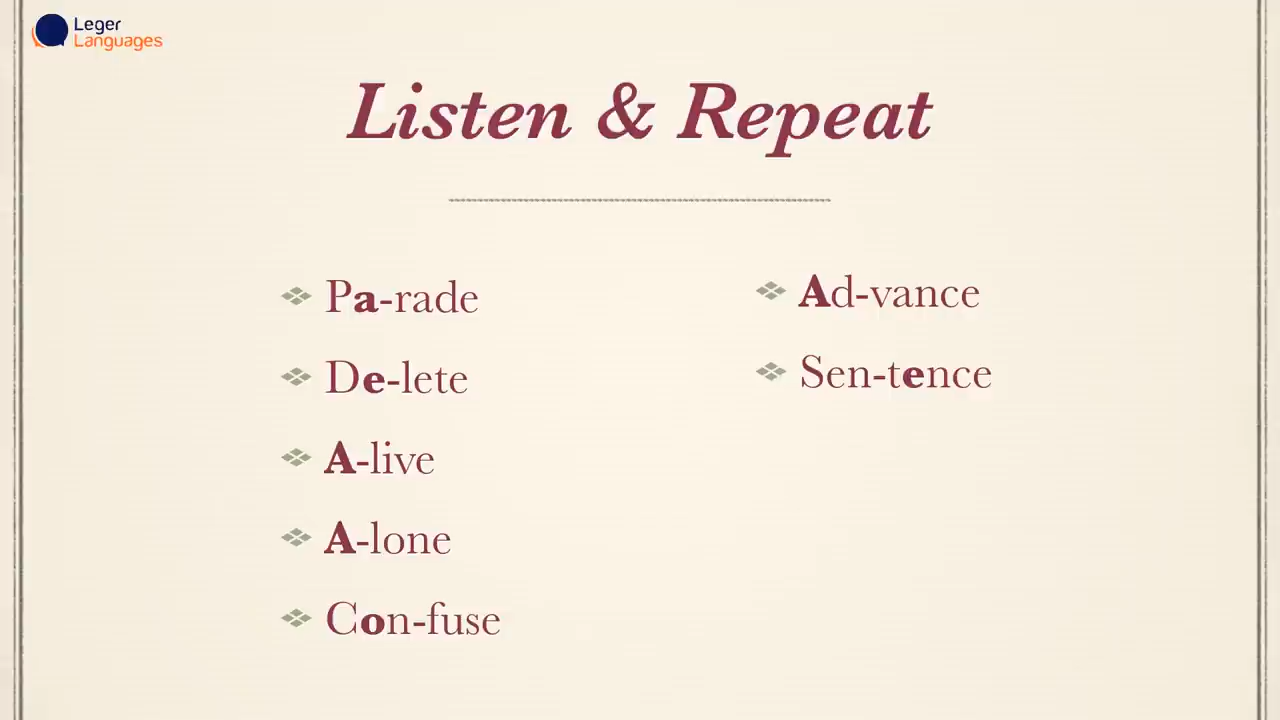 Leger
Languages
Listen & Repeat
Pa-rade
De-lete
A-live
A-lone
Con-fuse
Ad-vance
Sen-tence